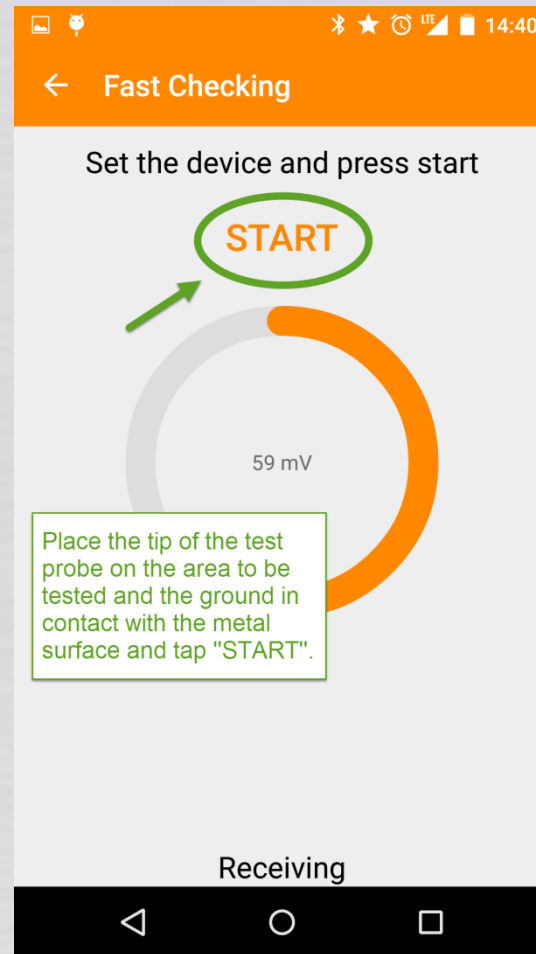 LTE 14:40
Fast Checking
Set the device and press start
START
59 mV
Place the tip of the test
probe on the area to be
tested and the ground in
contact with the metal
surface and tap "START".
Receiving